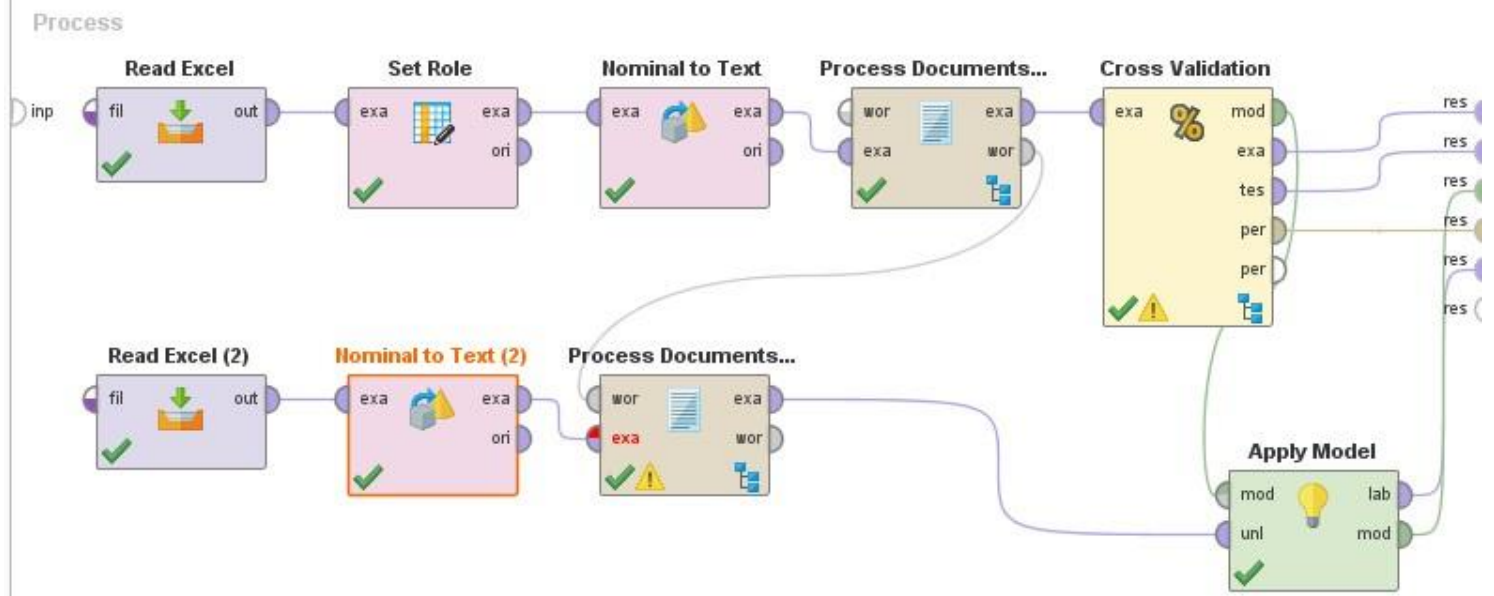 Process
Read Excel
Set Role
Nominal to Text
Process Documents...
Cross Validation
inp
fil
out
exa
exa
ori
exa
exa
ori
wor
exa
exa
wor
exa
mod
exa
tes
per
per
res
res
res
res
res
res
Read Excel (2)
Nominal to Text (2)
Process Documents...
fil
out
exa
exa
ori
wor
exa
exa
wor
Apply Model
mod
lab
unl
mod